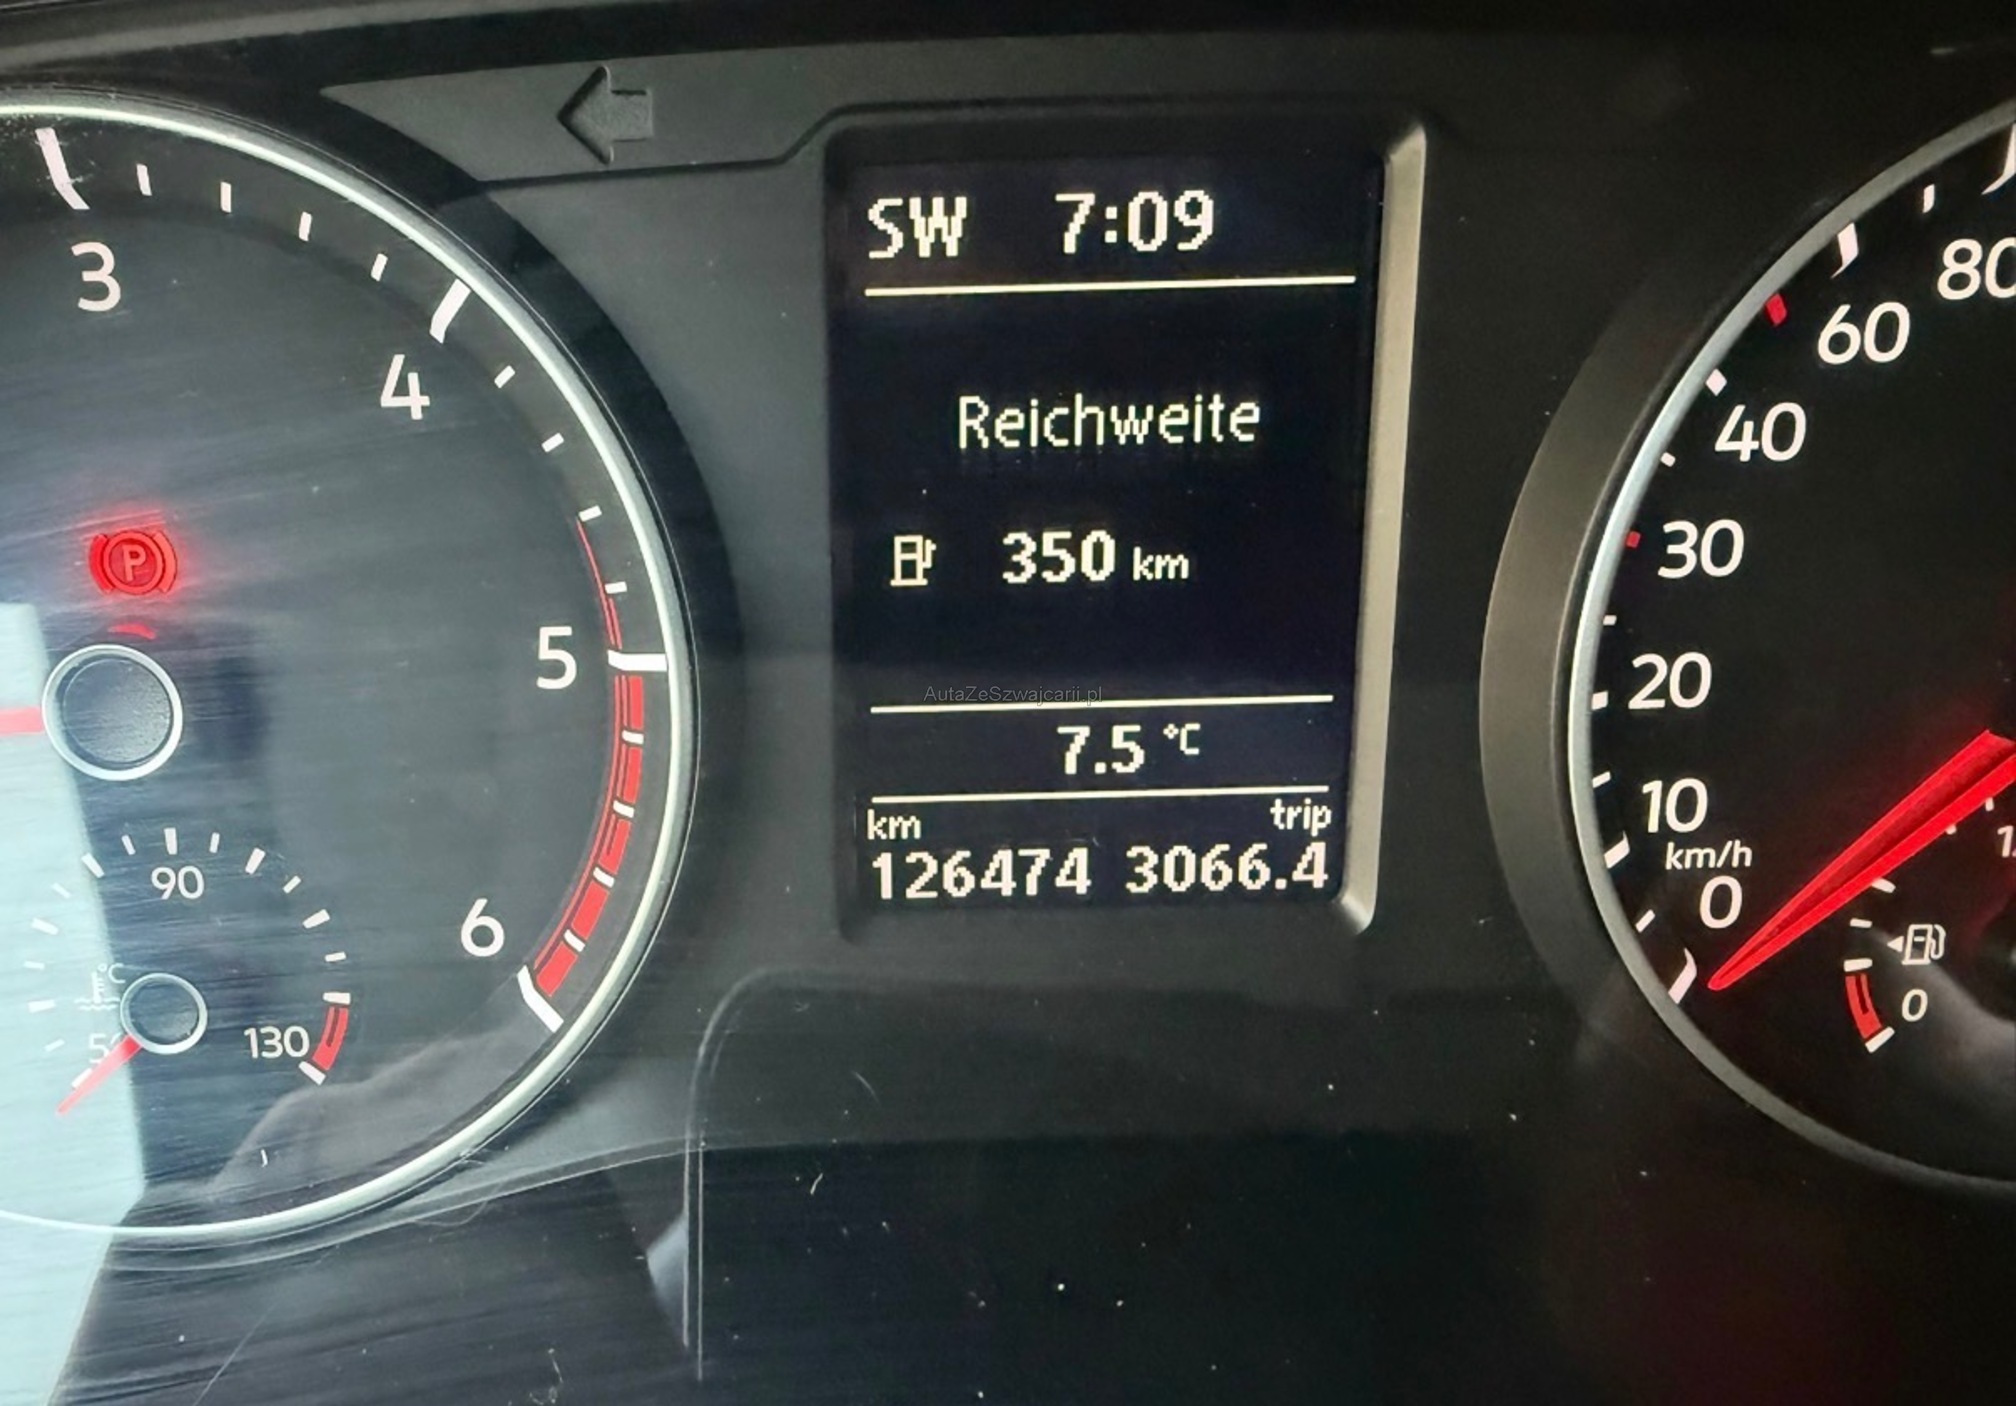 SW 7:09
Reichweite
350 km
AutaZeSzwajcarii.pl
7.5 °C
km trip
126474 3066.4
3
4
5
6
P
90
°C
130
80
60
40
30
20
10
km/h
0
0